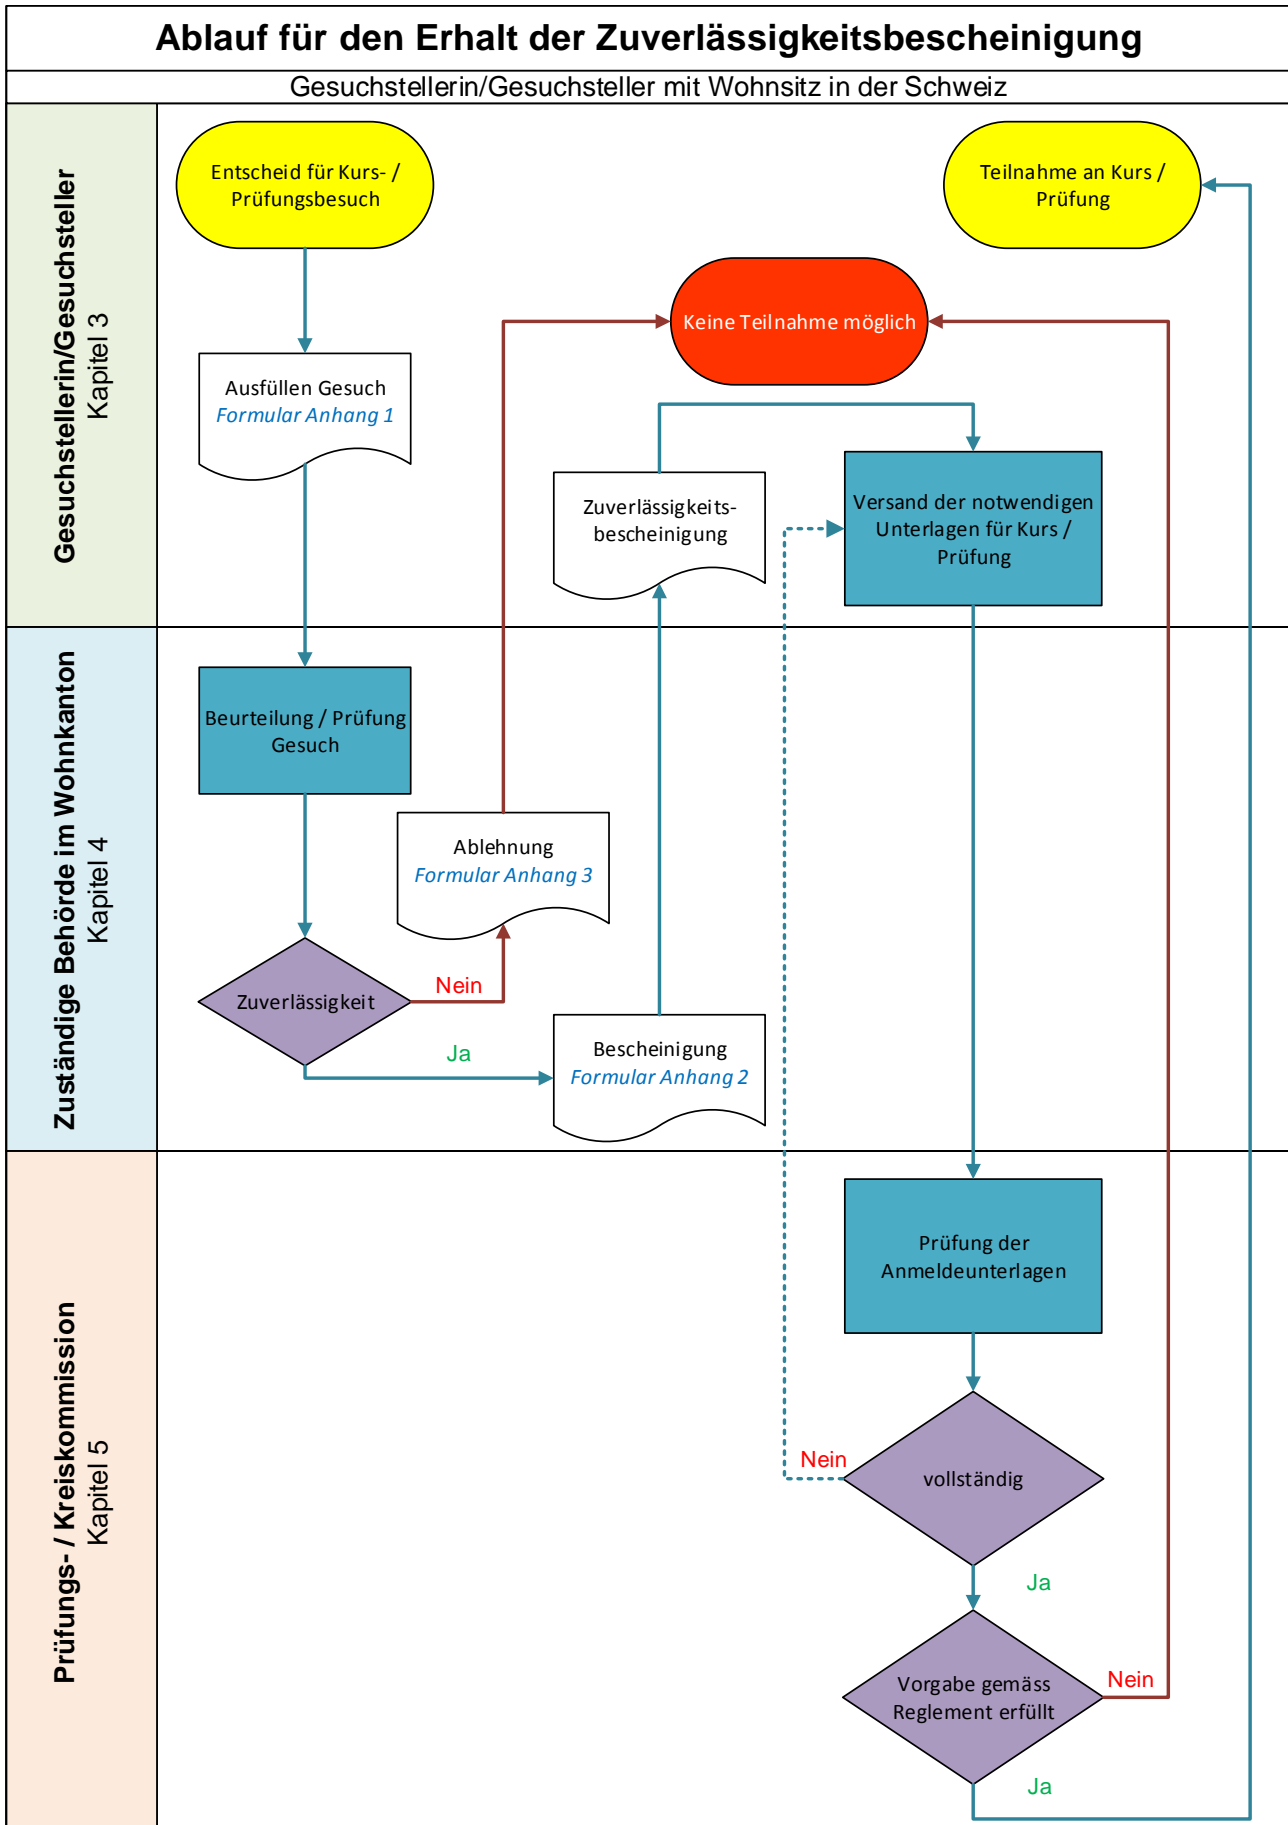 Ablauf für den Erhalt der Zuverlässigkeitsbescheinigung
Gesuchstellerin/Gesuchsteller mit Wohnsitz in der Schweiz
Gesuchstellerin/Gesuchsteller
Kapitel 3
Entscheid für Kurs- /
Prüfungsbesuch
Teilnahme an Kurs /
Prüfung
Keine Teilnahme möglich
Ausfüllen Gesuch
Formular Anhang 1
Zuverlässigkeits-
bescheinigung
Versand der notwendigen
Unterlagen für Kurs /
Prüfung
Zuständige Behörde im Wohnkanton
Kapitel 4
Beurteilung / Prüfung
Gesuch
Ablehnung
Formular Anhang 3
Zuverlässigkeit
Nein
Ja
Bescheinigung
Formular Anhang 2
Prüfungs- / Kreiskommission
Kapitel 5
Prüfung der
Anmeldeunterlagen
Nein
vollständig
Ja
Vorgabe gemäss
Reglement erfüllt
Nein
Ja